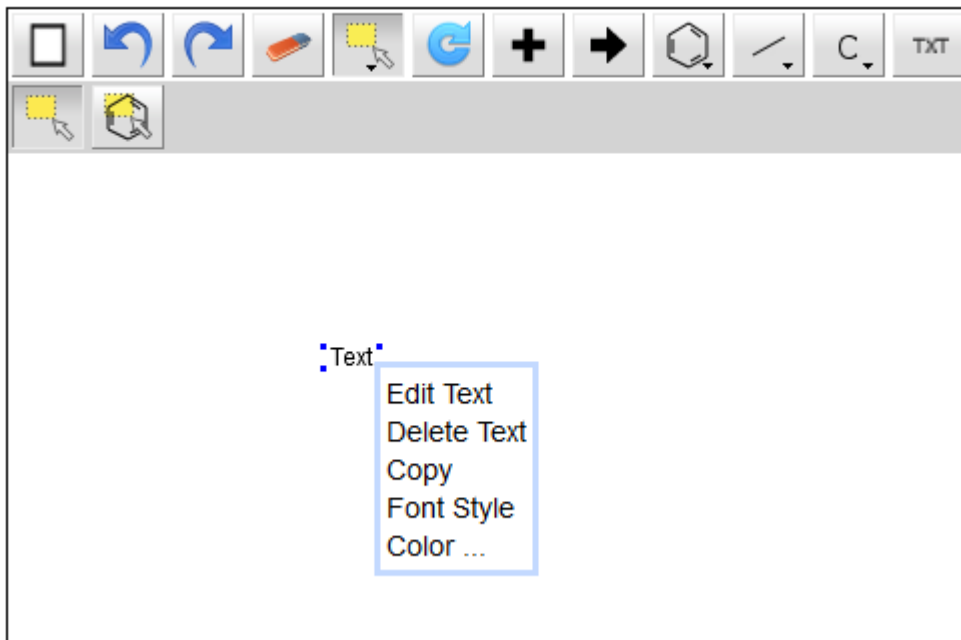 C
TXT
Text
Edit Text
Delete Text
Copy
Font Style
Color ...